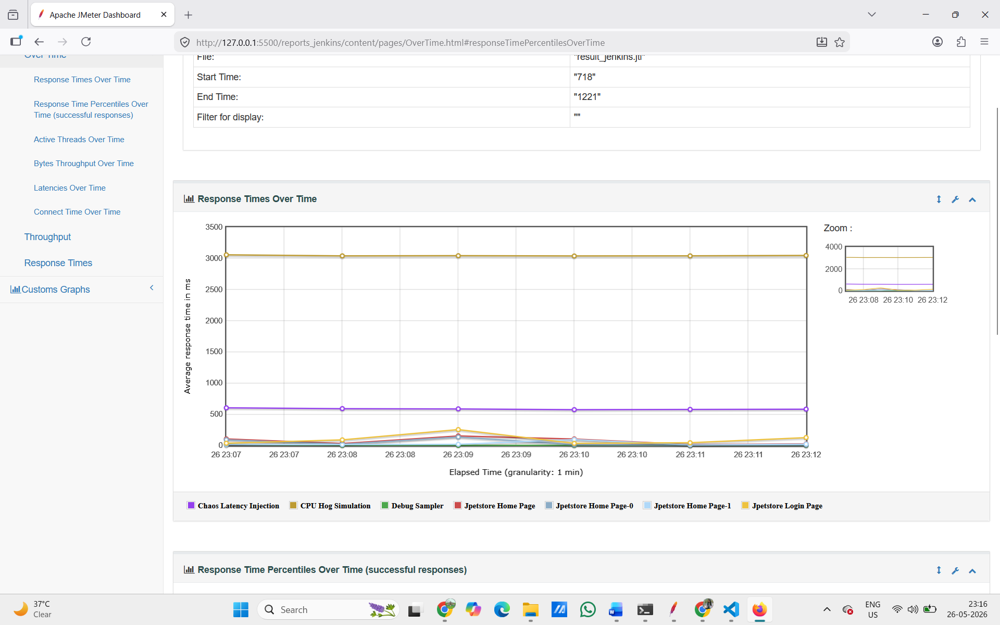 Apache JMeter Dashboard
http://127.0.0.1:5500/reports_jenkins/content/pages/OverTime.html#responseTimePercentilesOverTime
Over Time
Response Times Over Time
Response Time Percentiles Over
Time (successful responses)
Active Threads Over Time
Bytes Throughput Over Time
Latencies Over Time
Connect Time Over Time
Throughput
Response Times
Customs Graphs
File: "result_jenkins.jtl"
Start Time: "718"
End Time: "1221"
Filter for display: ""
Response Times Over Time
3500
3000
2500
2000
1500
1000
500
0
Average response time in ms
26 23:07 26 23:07 26 23:08 26 23:08 26 23:09 26 23:09 26 23:10 26 23:10 26 23:11 26 23:11 26 23:12
Elapsed Time (granularity: 1 min)
Zoom :
4000
2000
0
26 23:08 26 23:10 26 23:12
Chaos Latency Injection CPU Hog Simulation Debug Sampler Jpetstore Home Page Jpetstore Home Page-0 Jpetstore Home Page-1 Jpetstore Login Page
Response Time Percentiles Over Time (successful responses)
37°C
Clear
Search
ENG
US
23:16
26-05-2026